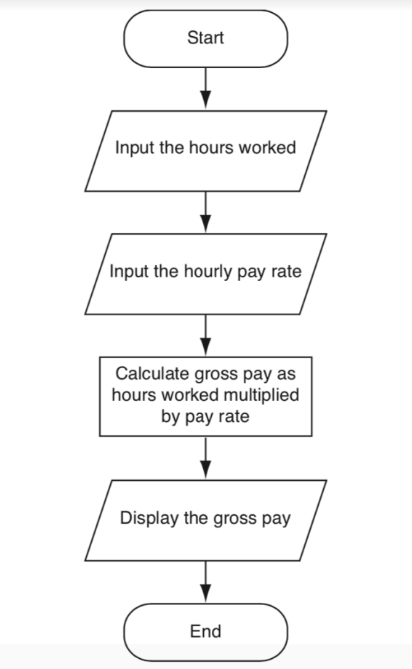 Start
Input the hours worked
Input the hourly pay rate
Calculate gross pay as
hours worked multiplied
by pay rate
Display the gross pay
End